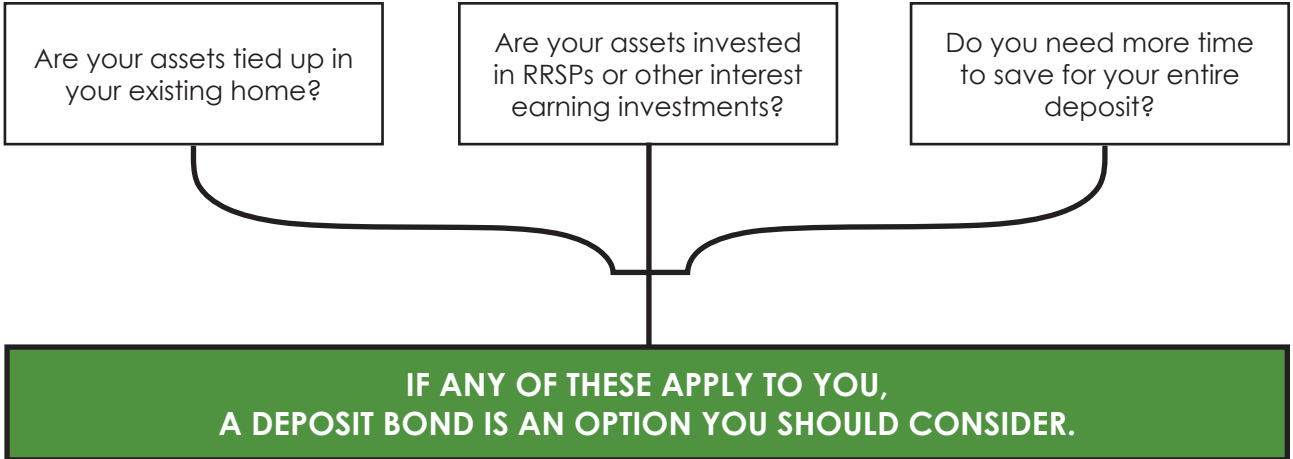 Are your assets tied up in
your existing home?
Are your assets invested
in RRSPs or other interest
earning investments?
Do you need more time
to save for your entire
deposit?
IF ANY OF THESE APPLY TO YOU,
A DEPOSIT BOND IS AN OPTION YOU SHOULD CONSIDER.